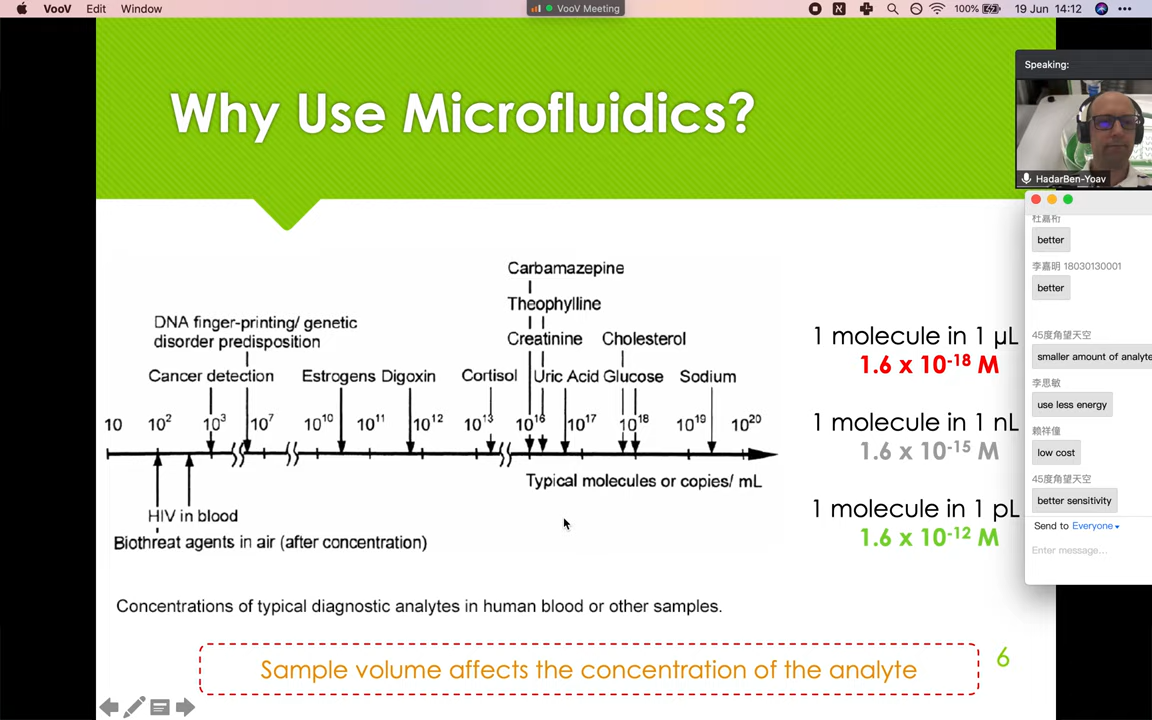 VooV Edit Window
VooV Meeting
100% 19 Jun 14:12
Why Use Microfluidics?
Speaking:
HadarBen-Yoav
better
李嘉明 18030130001
better
45度角望天空
smaller amount of analyte
李思敏
use less energy
賴祥偅
low cost
45度角望天空
better sensitivity
Send to Everyone
Enter message...
Carbamazepine
Theophylline
Creatinine Cholesterol
DNA finger-printing/ genetic
disorder predisposition
Cancer detection Estrogens Digoxin Cortisol Uric Acid Glucose Sodium
10 10² 10³ 10⁷ 10¹⁰ 10¹¹ 10¹² 10¹³ 10¹⁶ 10¹⁷ 10¹⁸ 10¹⁹ 10²⁰
Typical molecules or copies/ mL
HIV in blood
Biothreat agents in air (after concentration)
1 molecule in 1 µL
1.6 x 10⁻¹⁸ M
1 molecule in 1 nL
1.6 x 10⁻¹⁵ M
1 molecule in 1 pL
1.6 x 10⁻¹² M
Concentrations of typical diagnostic analytes in human blood or other samples.
Sample volume affects the concentration of the analyte
6